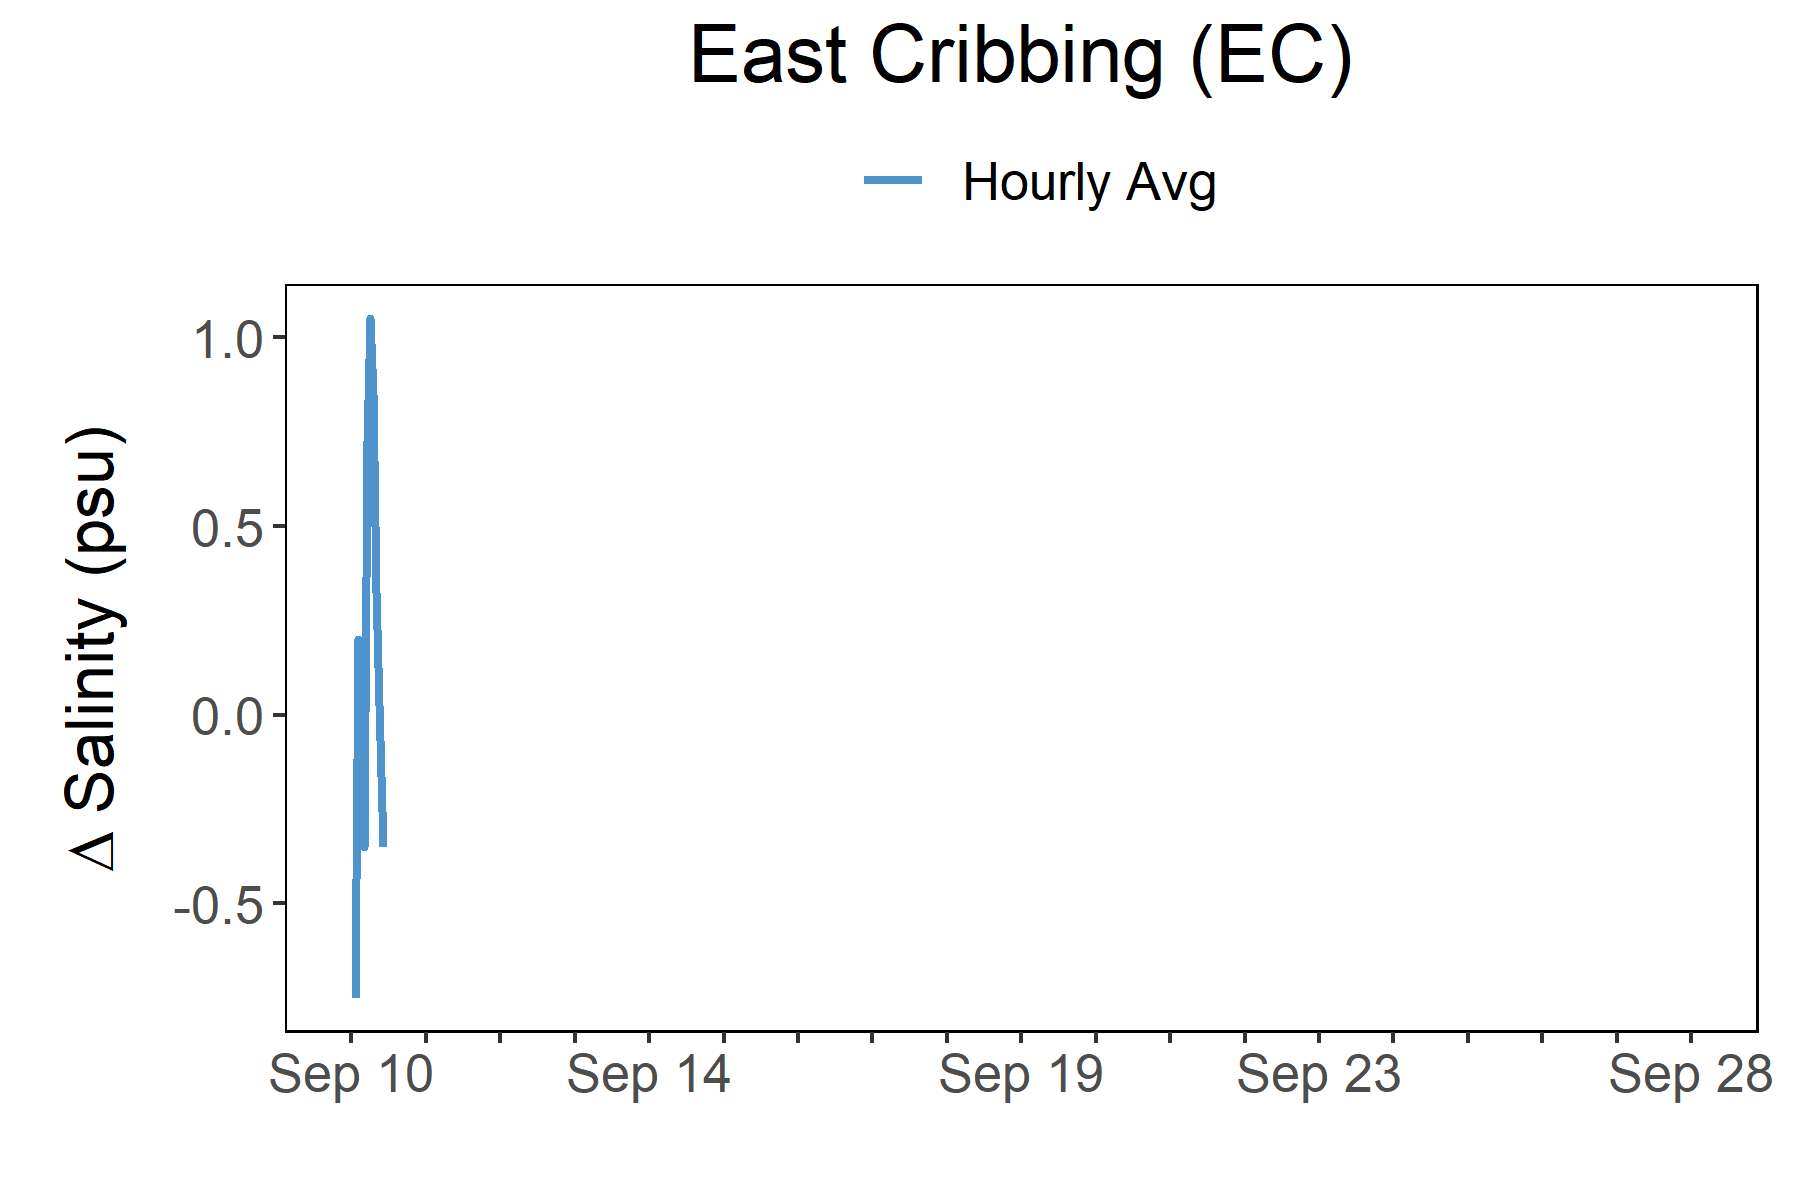 East Cribbing (EC)
Hourly Avg
Δ Salinity (psu)
1.0
0.5
0.0
-0.5
Sep 10 Sep 14 Sep 19 Sep 23 Sep 28